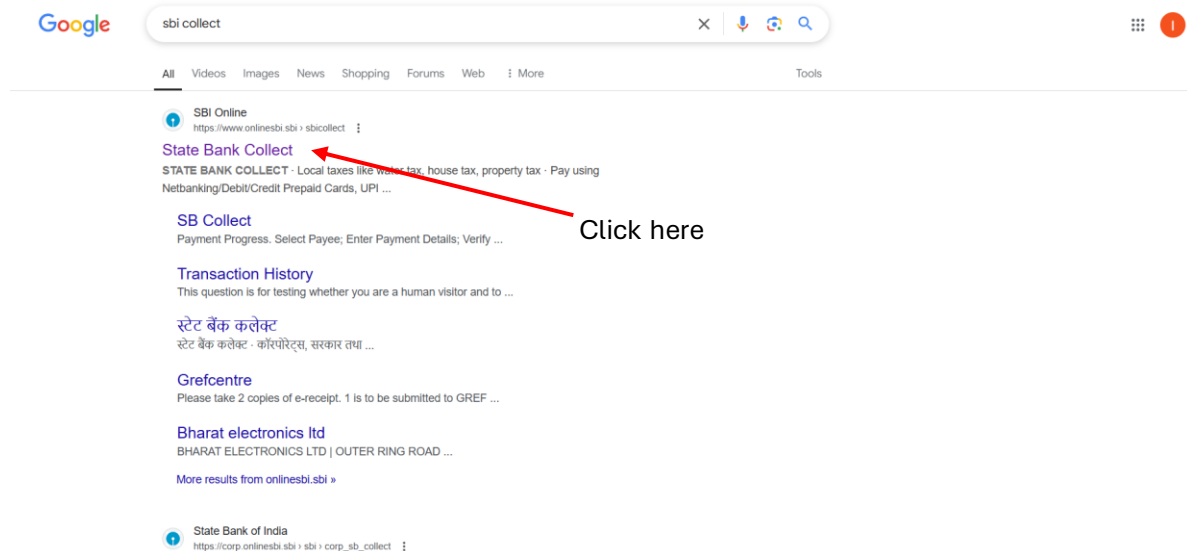 Google
sbi collect
All Videos Images News Shopping Forums Web More Tools
I
SBI Online
https://www.onlinesbi.sbi › sbicollect
State Bank Collect
STATE BANK COLLECT · Local taxes like water tax, house tax, property tax · Pay using
Netbanking/Debit/Credit Prepaid Cards, UPI ...
Click here
SB Collect
Payment Progress. Select Payee; Enter Payment Details; Verify ...
Transaction History
This question is for testing whether you are a human visitor and to ...
स्टेट बैंक कलेक्ट
स्टेट बैंक कलेक्ट · कॉरपोरेट्स, सरकार तथा ...
Grefcentre
Please take 2 copies of e-receipt. 1 is to be submitted to GREF ...
Bharat electronics ltd
BHARAT ELECTRONICS LTD | OUTER RING ROAD ...
More results from onlinesbi.sbi »
State Bank of India
https://corp.onlinesbi.sbi › sbi › corp_sb_collect